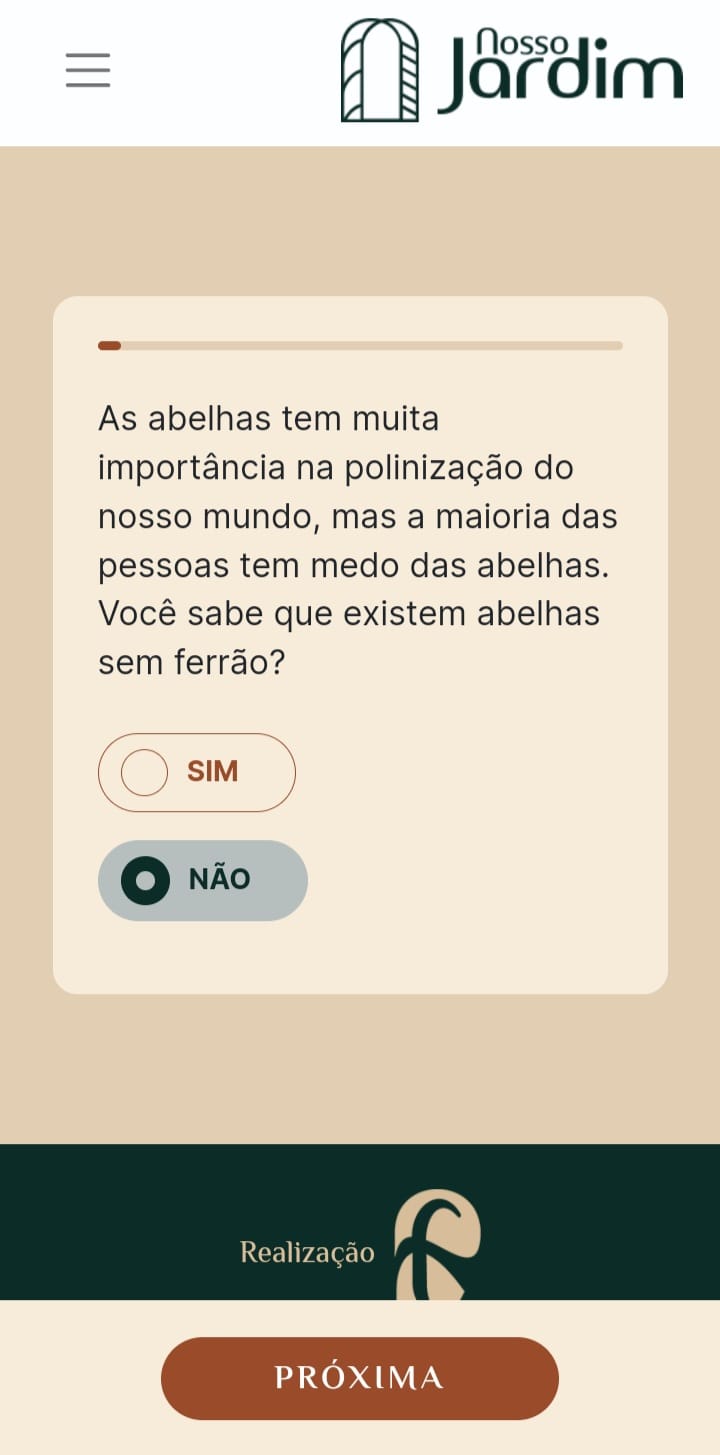 Nosso
Jardim
As abelhas tem muita
importância na polinização do
nosso mundo, mas a maioria das
pessoas tem medo das abelhas.
Você sabe que existem abelhas
sem ferrão?
SIM
NÃO
Realização
PRÓXIMA